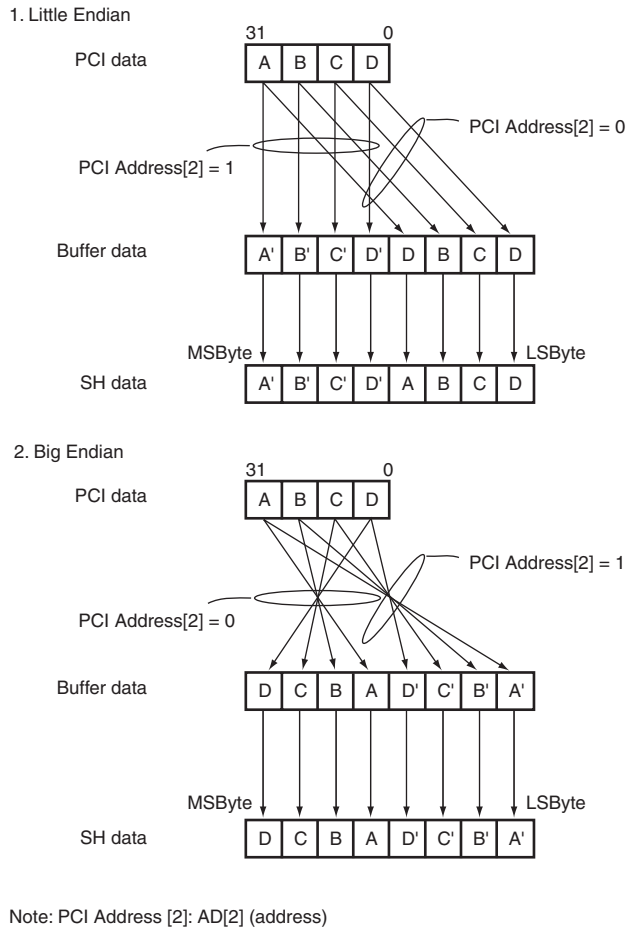 1. Little Endian
31 0
PCI data A B C D
PCI Address[2] = 0
PCI Address[2] = 1
Buffer data A' B' C' D' D B C D
MSByte LSByte
SH data A' B' C' D' A B C D
2. Big Endian
31 0
PCI data A B C D
PCI Address[2] = 1
PCI Address[2] = 0
Buffer data D C B A D' C' B' A'
MSByte LSByte
SH data D C B A D' C' B' A'
Note: PCI Address [2]: AD[2] (address)